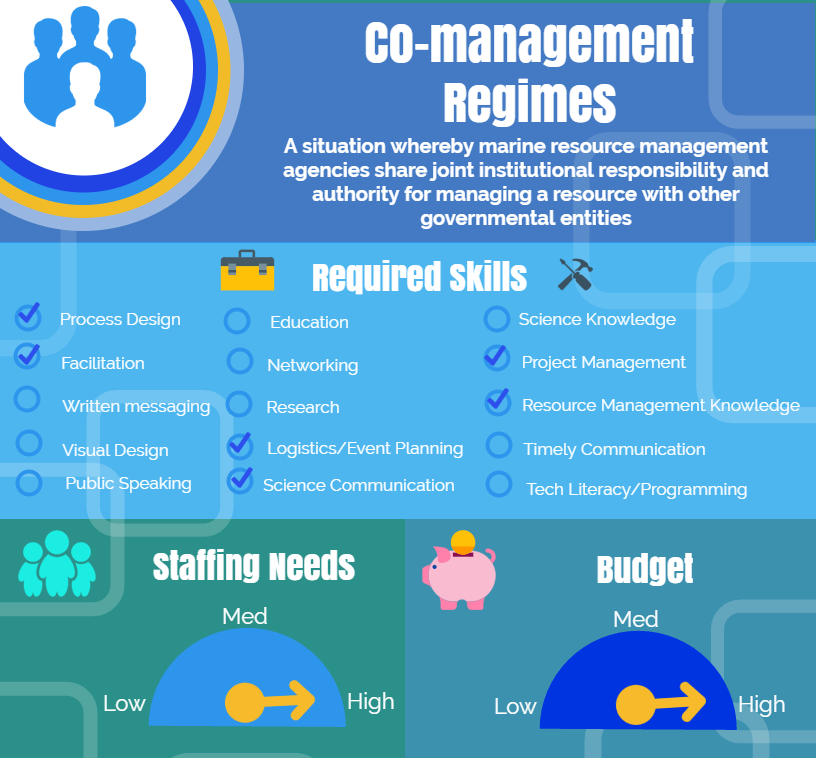 Co-management
Regimes
A situation whereby marine resource management
agencies share joint institutional responsibility and
authority for managing a resource with other
governmental entities
Required Skills
Process Design
Facilitation
Written messaging
Visual Design
Public Speaking
Education
Networking
Research
Logistics/Event Planning
Science Communication
Science Knowledge
Project Management
Resource Management Knowledge
Timely Communication
Tech Literacy/Programming
Staffing Needs
Med
Low
High
Budget
Med
Low
High